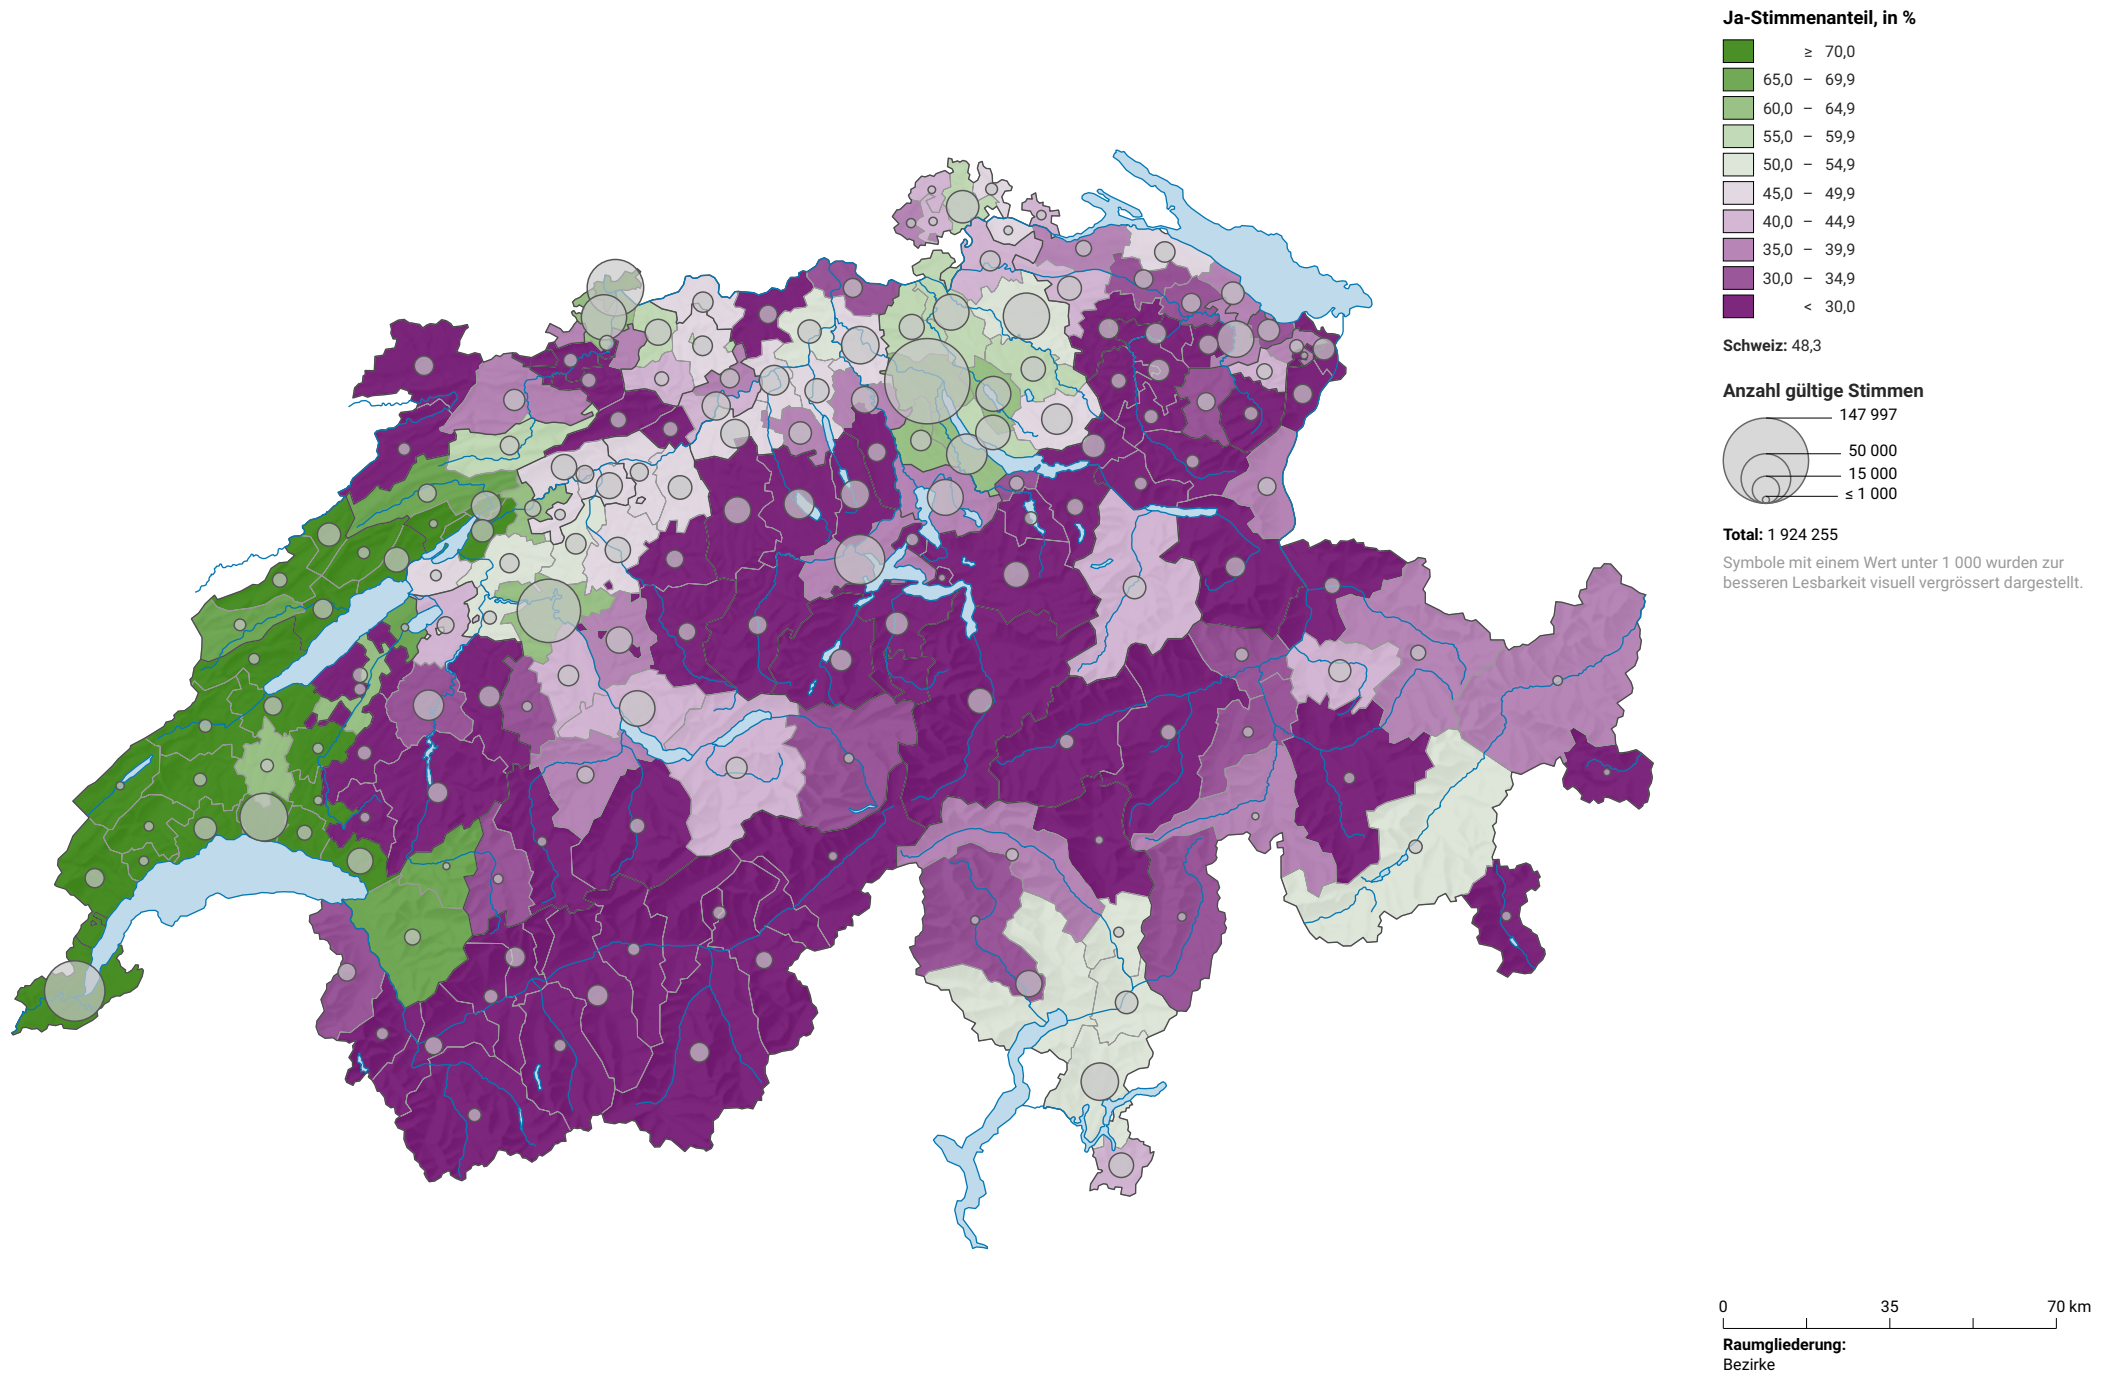 Ja-Stimmenanteil, in %
≥ 70,0
65,0 – 69,9
60,0 – 64,9
55,0 – 59,9
50,0 – 54,9
45,0 – 49,9
40,0 – 44,9
35,0 – 39,9
30,0 – 34,9
< 30,0
Schweiz: 48,3
Anzahl gültige Stimmen
147 997
50 000
15 000
≤ 1 000
Total: 1 924 255
Symbole mit einem Wert unter 1 000 wurden zur
besseren Lesbarkeit visuell vergrössert dargestellt.
0 35 70 km
Raumgliederung:
Bezirke